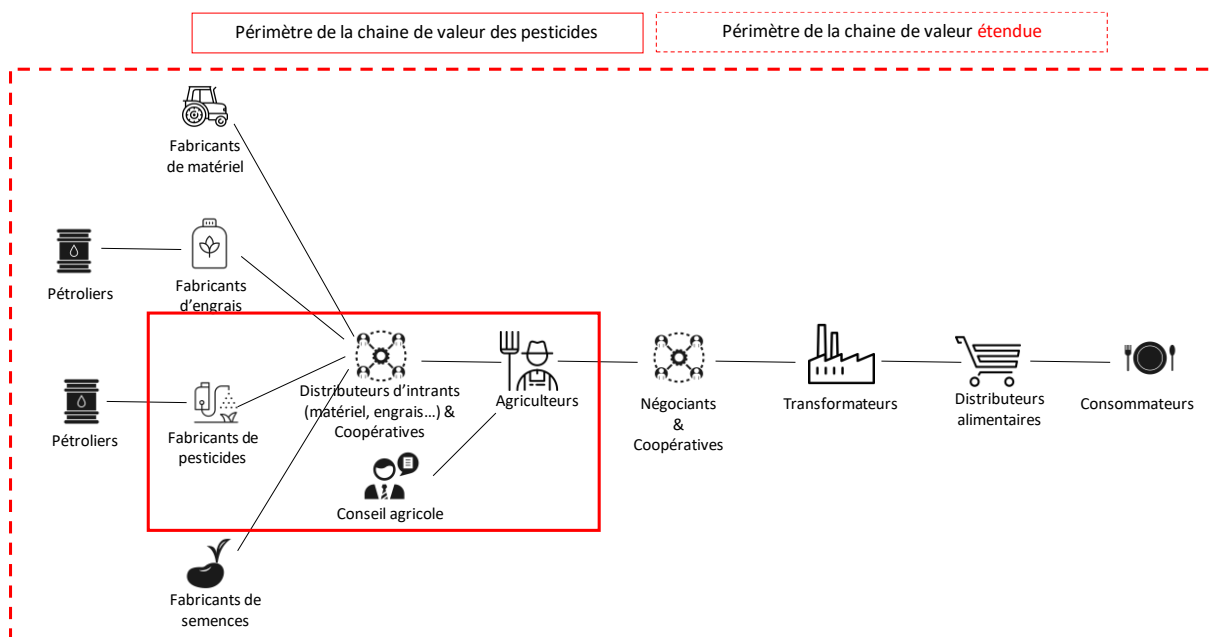 Périmètre de la chaine de valeur des pesticides
Périmètre de la chaine de valeur étendue
Fabricants
de matériel
Pétroliers
Fabricants
d’engrais
Pétroliers
Fabricants de
pesticides
Distributeurs d’intrants
(matériel, engrais…) &
Coopératives
Agriculteurs
Négociants
&
Coopératives
Transformateurs
Distributeurs
alimentaires
Consommateurs
Conseil agricole
Fabricants de
semences